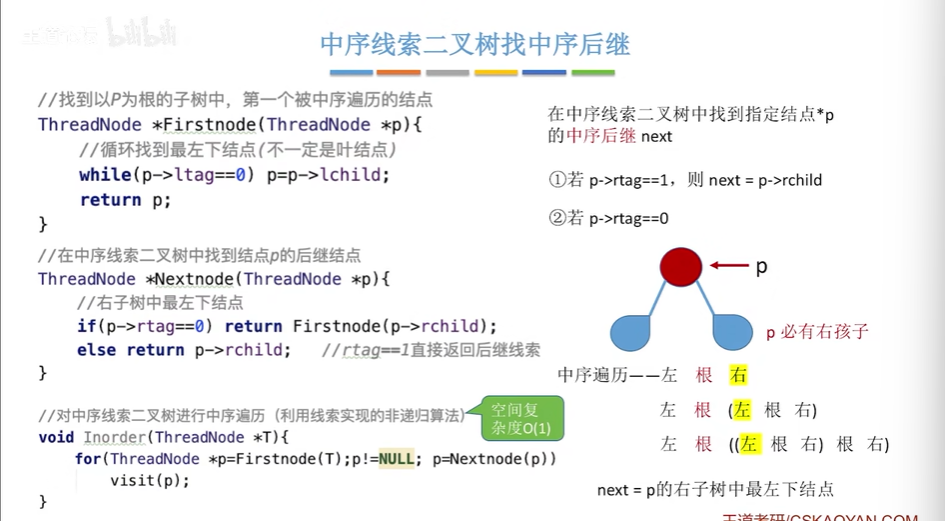 中序线索二叉树找中序后继
//找到以P为根的子树中，第一个被中序遍历的结点
ThreadNode *Firstnode(ThreadNode *p){
//循环找到最左下结点(不一定是叶结点)
while(p->ltag==0) p=p->lchild;
return p;
}
//在中序线索二叉树中找到结点p的后继结点
ThreadNode *Nextnode(ThreadNode *p){
//右子树中最左下结点
if(p->rtag==0) return Firstnode(p->rchild);
else return p->rchild; //rtag==1直接返回后继线索
}
//对中序线索二叉树进行中序遍历（利用线索实现的非递归算法)
空间复
杂度O(1)
void Inorder(ThreadNode *T){
for(ThreadNode *p=Firstnode(T);p!=NULL; p=Nextnode(p))
visit(p);
}
在中序线索二叉树中找到指定结点*p
的中序后继 next
①若 p->rtag==1，则 next = p->rchild
②若 p->rtag==0
p
p 必有右孩子
中序遍历——左 根 右
左 根 (左 根 右)
左 根 ((左 根 右) 根 右)
next = p的右子树中最左下结点
王道考研/CSKAOYAN.COM
bilibili